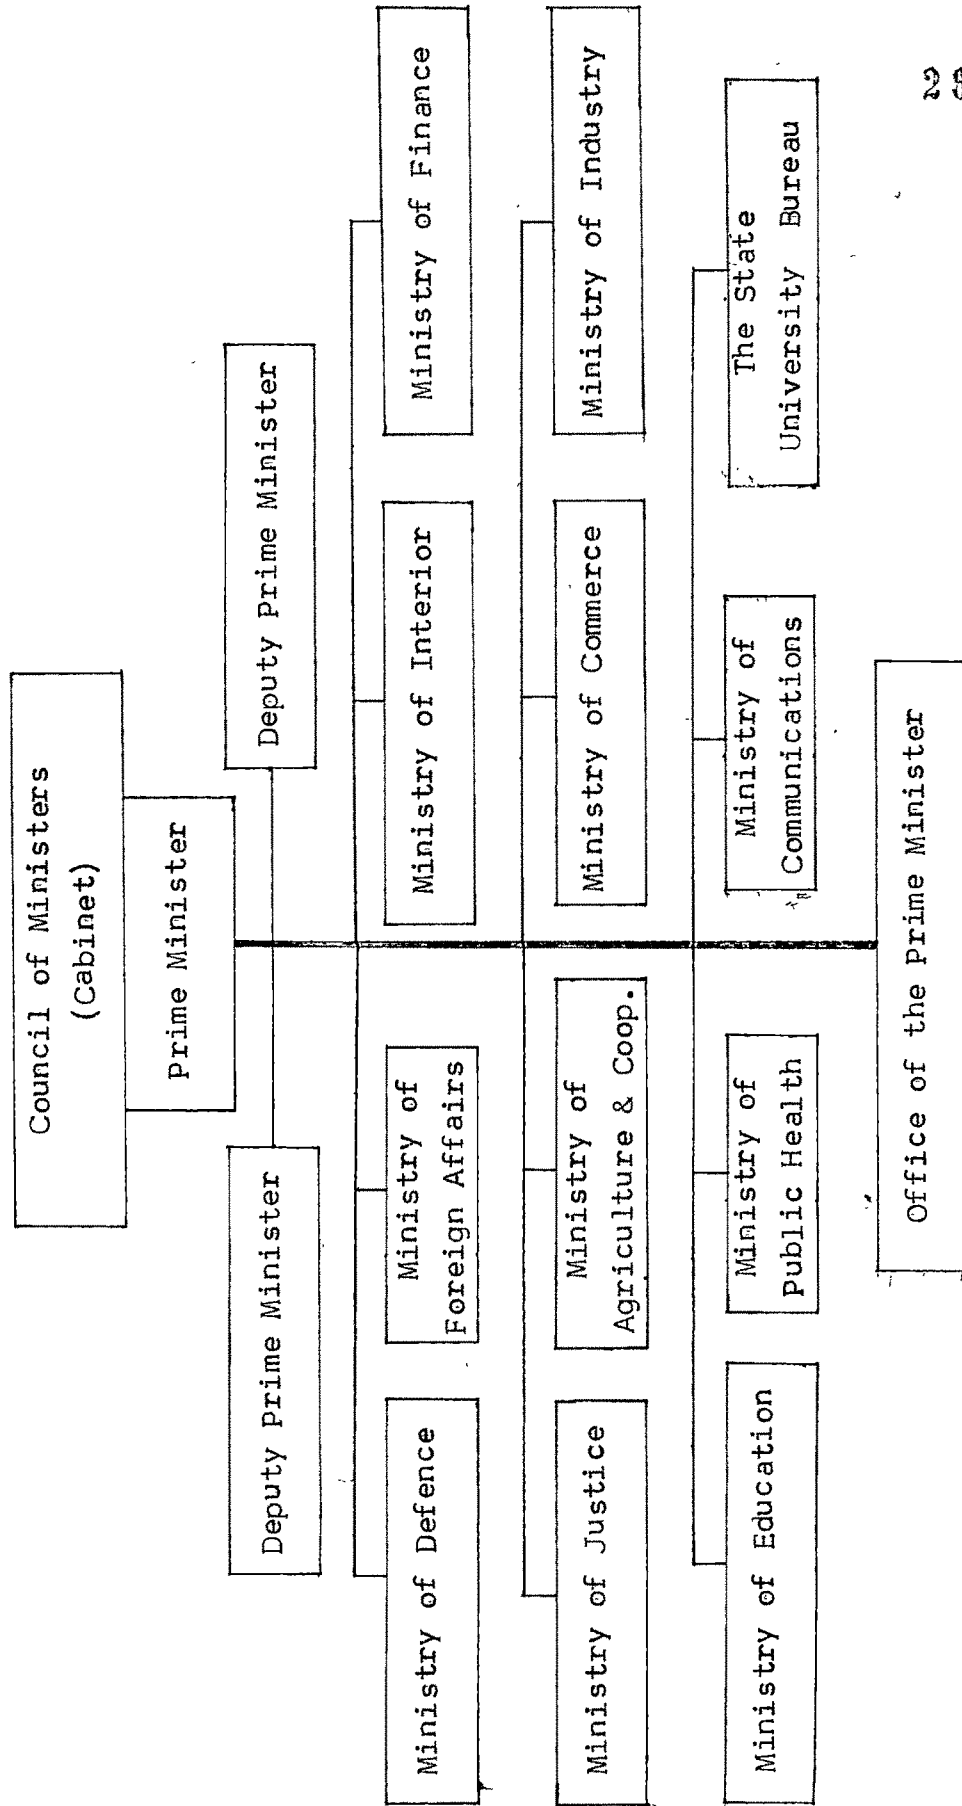 Council of Ministers
(Cabinet)
Prime Minister
Deputy Prime Minister
Deputy Prime Minister
Ministry of Defence
Ministry of
Foreign Affairs
Ministry of Interior
Ministry of Finance
Ministry of Justice
Ministry of
Agriculture & Coop.
Ministry of Commerce
Ministry of Industry
Ministry of Education
Ministry of
Public Health
Ministry of
Communications
The State
University Bureau
Office of the Prime Minister